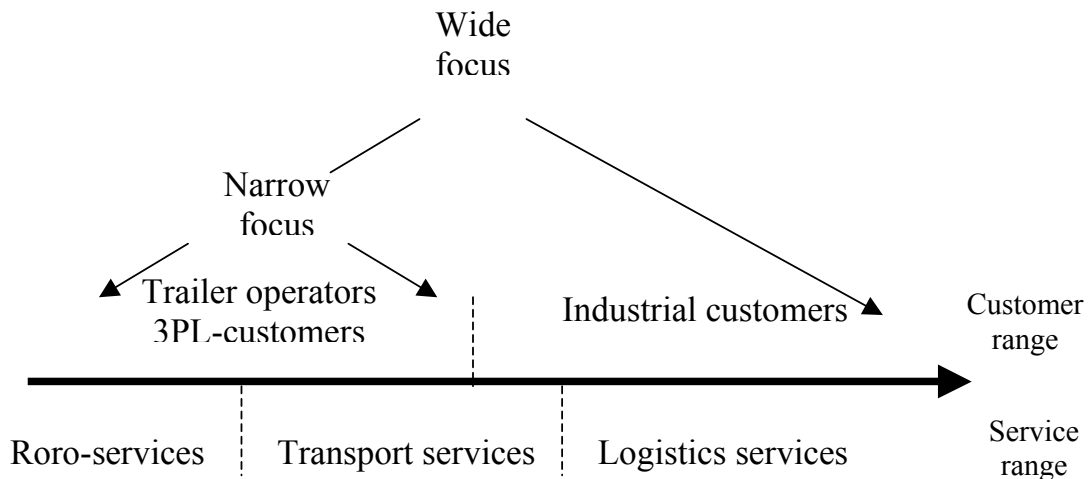 Wide
focus
Narrow
focus
Trailer operators
3PL-customers
Industrial customers
Customer
range
Roro-services
Transport services
Logistics services
Service
range